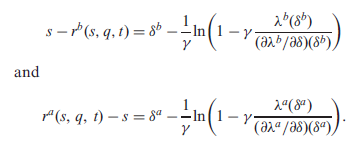 s − r^b(s, q, t) = δ^b − (1/γ) ln(1 − γ λ^b(δ^b)/(∂λ^b/∂δ)(δ^b))
and
r^a(s, q, t) − s = δ^a − (1/γ) ln(1 − γ λ^a(δ^a)/(∂λ^a/∂δ)(δ^a)).